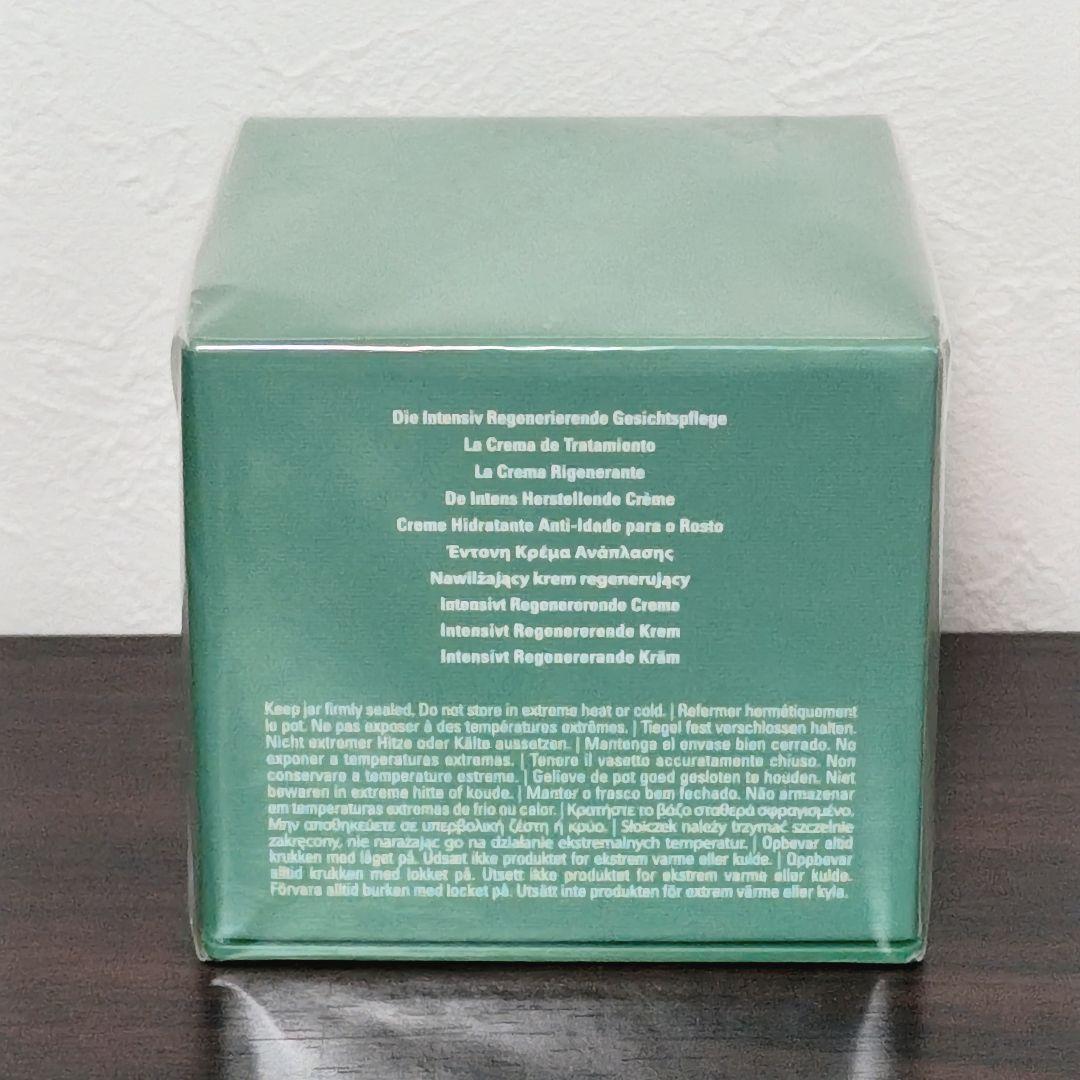 Die Intensiv Regenerierende Gesichtspflege
La Crema de Tratamiento
La Crema Rigenerante
De Intens Herstellende Crème
Creme Hidratante Anti-Idade para o Rosto
Έντονη Κρέμα Ανάπλασης
Nawilżający krem regenerujący
Intensivt Regenererende Creme
Intensivt Regenererende Krem
Intensivt Regenererande Kräm
Keep jar firmly sealed. Do not store in extreme heat or cold. | Refermer hermétiquement
le pot. Ne pas exposer à des températures extrêmes. | Tiegel fest verschlossen halten.
Nicht extremer Hitze oder Kälte aussetzen. | Mantenga el envase bien cerrado. No
exponer a temperaturas extremas. | Tenere il vasetto accuratamente chiuso. Non
conservare a temperature estreme. | Gelieve de pot goed gesloten te houden. Niet
bewaren in extreme hitte of koude. | Manter o frasco bem fechado. Não armazenar
em temperaturas extremas de frio ou calor. | Κρατήστε το βάζο σταθερά σφραγισμένο.
Μην αποθηκεύετε σε υπερβολική ζέστη ή κρύο. | Słoiczek należy trzymać szczelnie
zakręcony, nie narażając go na działanie ekstremalnych temperatur. | Opbevar altid
krukken med låget på. Udsæt ikke produktet for ekstrem varme eller kulde. | Oppbevar
alltid krukken med lokket på. Utsett ikke produktet for ekstrem varme eller kulde.
Förvara alltid burken med locket på. Utsätt inte produkten för extrem värme eller kyla.